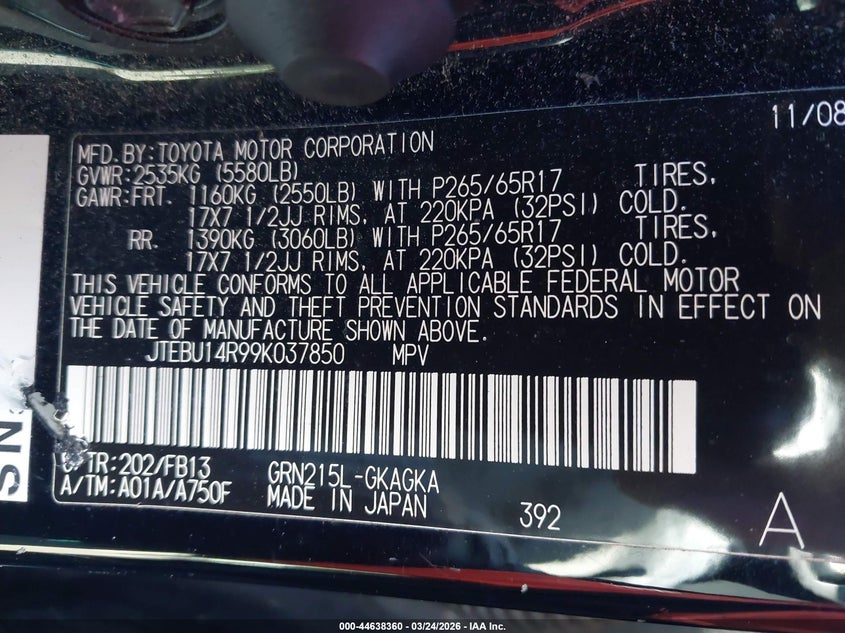 11/08
MFD.BY:TOYOTA MOTOR CORPORATION
GVWR:2535KG (5580LB)
GAWR:FRT. 1160KG (2550LB) WITH P265/65R17 TIRES,
17X7 1/2JJ RIMS, AT 220KPA (32PSI) COLD.
RR. 1390KG (3060LB) WITH P265/65R17 TIRES,
17X7 1/2JJ RIMS, AT 220KPA (32PSI) COLD.
THIS VEHICLE CONFORMS TO ALL APPLICABLE FEDERAL MOTOR
VEHICLE SAFETY AND THEFT PREVENTION STANDARDS IN EFFECT ON
THE DATE OF MANUFACTURE SHOWN ABOVE.
JTEBU14R99K037850 MPV
C/TR:202/FB13 GRN215L-GKAGKA
A/TM:A01A/A750F MADE IN JAPAN 392
A
SN
000-44638360 - 03/24/2026 - IAA Inc.